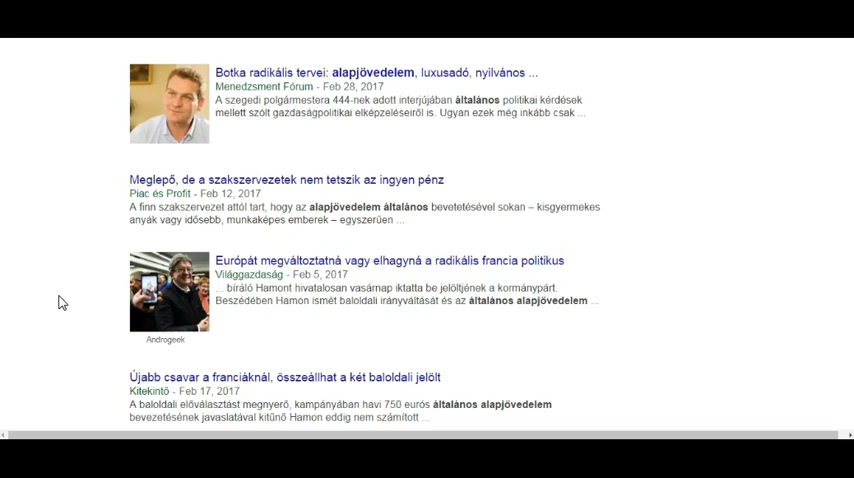 Botka radikális tervei: alapjövedelem, luxusadó, nyilvános ...
Menedzsment Fórum - Feb 28, 2017
A szegedi polgármestera 444-nek adott interjújában általános politikai kérdések
mellett szólt gazdaságpolitikai elképzeléseiről is. Ugyan ezek még inkább csak ...
Meglepő, de a szakszervezetek nem tetszik az ingyen pénz
Piac és Profit - Feb 12, 2017
A finn szakszervezet attól tart, hogy az alapjövedelem általános bevetetésével sokan – kisgyermekes
anyák vagy idősebb, munkaképes emberek – egyszerűen ...
Európát megváltoztatná vagy elhagyná a radikális francia politikus
Világgazdaság - Feb 5, 2017
... bíráló Hamont hivatalosan vasárnap iktatta be jelöltjének a kormánypárt.
Beszédében Hamon ismét baloldali irányváltását és az általános alapjövedelem ...
Androgeek
Újabb csavar a franciáknál, összeállhat a két baloldali jelölt
Kitekintő - Feb 17, 2017
A baloldali előválasztást megnyerő, kampányában havi 750 eurós általános alapjövedelem
bevezetésének javaslatával kitűnő Hamon eddig nem számított ...